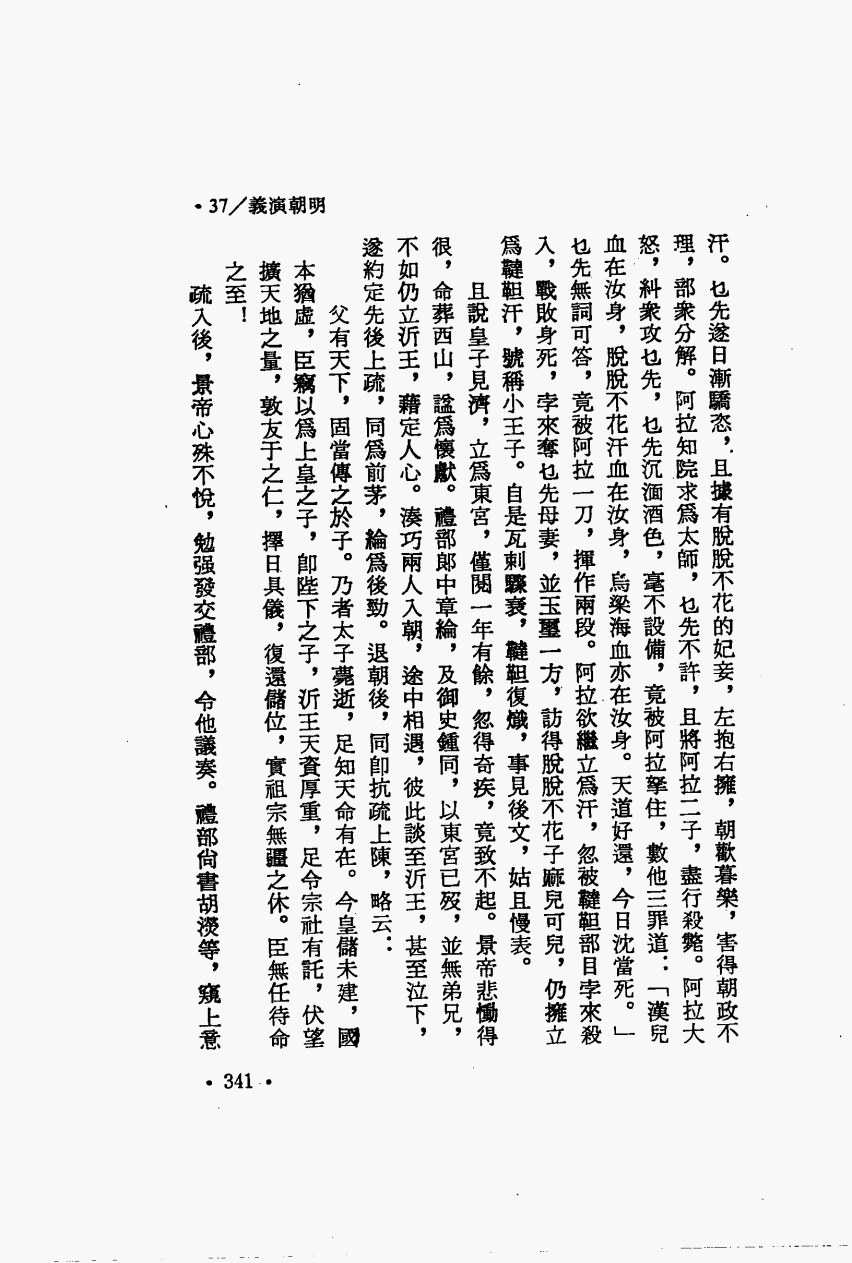 •37／義演朝明
汗。乜先遂日漸驕恣，且據有脫脫不花的妃妾，左抱右擁，朝歡暮樂，害得朝政不
理，部衆分解。阿拉知院求爲太師，乜先不許，且將阿拉二子，盡行殺斃。阿拉大
怒，糾衆攻乜先，乜先沉湎酒色，毫不設備，竟被阿拉拏住，數他三罪道：「漢兒
血在汝身，脫脫不花汗血在汝身，烏梁海血亦在汝身。天道好還，今日沈當死。」
乜先無詞可答，竟被阿拉一刀，揮作兩段。阿拉欲繼立爲汗，忽被韃靼部目孛來殺
入，戰敗身死，孛來奪乜先母妻，並玉璽一方，訪得脫脫不花子麻兒可兒，仍擁立
爲韃靼汗，號稱小王子。自是瓦剌驟衰，韃靼復熾，事見後文，姑且慢表。
且說皇子見濟，立爲東宮，僅閱一年有餘，忽得奇疾，竟致不起。景帝悲慟得
很，命葬西山，諡爲懷獻。禮部郎中章綸，及御史鍾同，以東宮已歿，並無弟兄，
不如仍立沂王，藉定人心。湊巧兩人入朝，途中相遇，彼此談至沂王，甚至泣下，
遂約定先後上疏，同爲前茅，綸爲後勁。退朝後，同卽抗疏上陳，略云：
父有天下，固當傳之於子。乃者太子薨逝，足知天命有在。今皇儲未建，國
本猶虛，臣竊以爲上皇之子，卽陛下之子，沂王天資厚重，足令宗社有託，伏望
擴天地之量，敦友于之仁，擇日具儀，復還儲位，實祖宗無疆之休。臣無任待命
之至！
疏入後，景帝心殊不悅，勉强發交禮部，令他議奏。禮部尙書胡濙等，窺上意
•341•